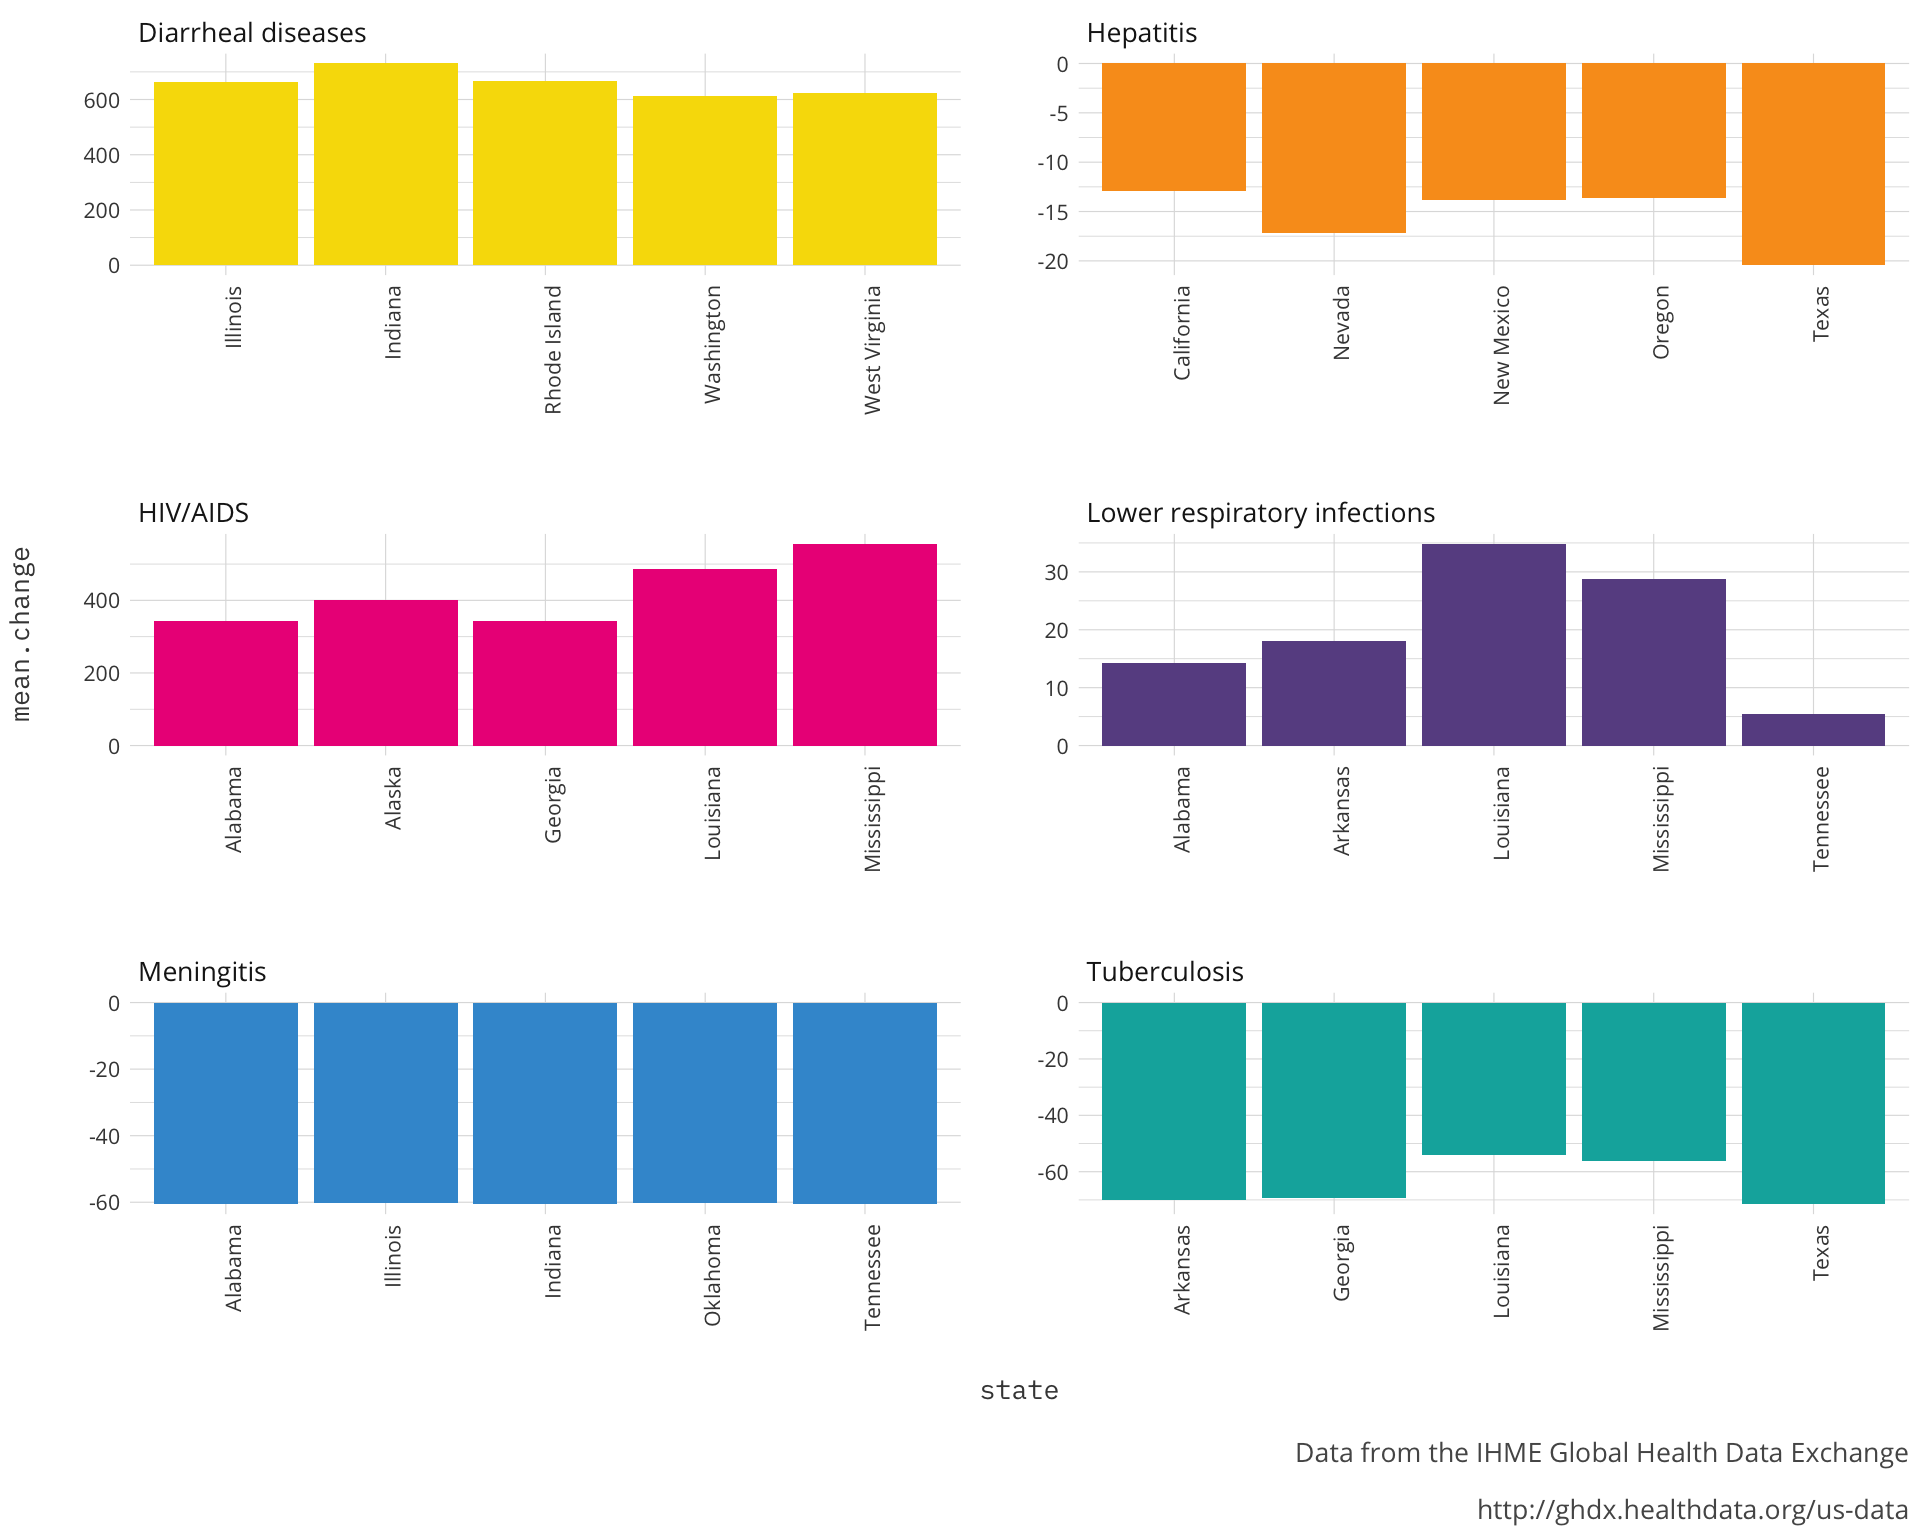 Diarrheal diseases
600
400
200
0
Illinois
Indiana
Rhode Island
Washington
West Virginia
Hepatitis
0
-5
-10
-15
-20
California
Nevada
New Mexico
Oregon
Texas
mean.change
HIV/AIDS
400
200
0
Alabama
Alaska
Georgia
Louisiana
Mississippi
Lower respiratory infections
30
20
10
0
Alabama
Arkansas
Louisiana
Mississippi
Tennessee
Meningitis
0
-20
-40
-60
Alabama
Illinois
Indiana
Oklahoma
Tennessee
Tuberculosis
0
-20
-40
-60
Arkansas
Georgia
Louisiana
Mississippi
Texas
state
Data from the IHME Global Health Data Exchange
http://ghdx.healthdata.org/us-data